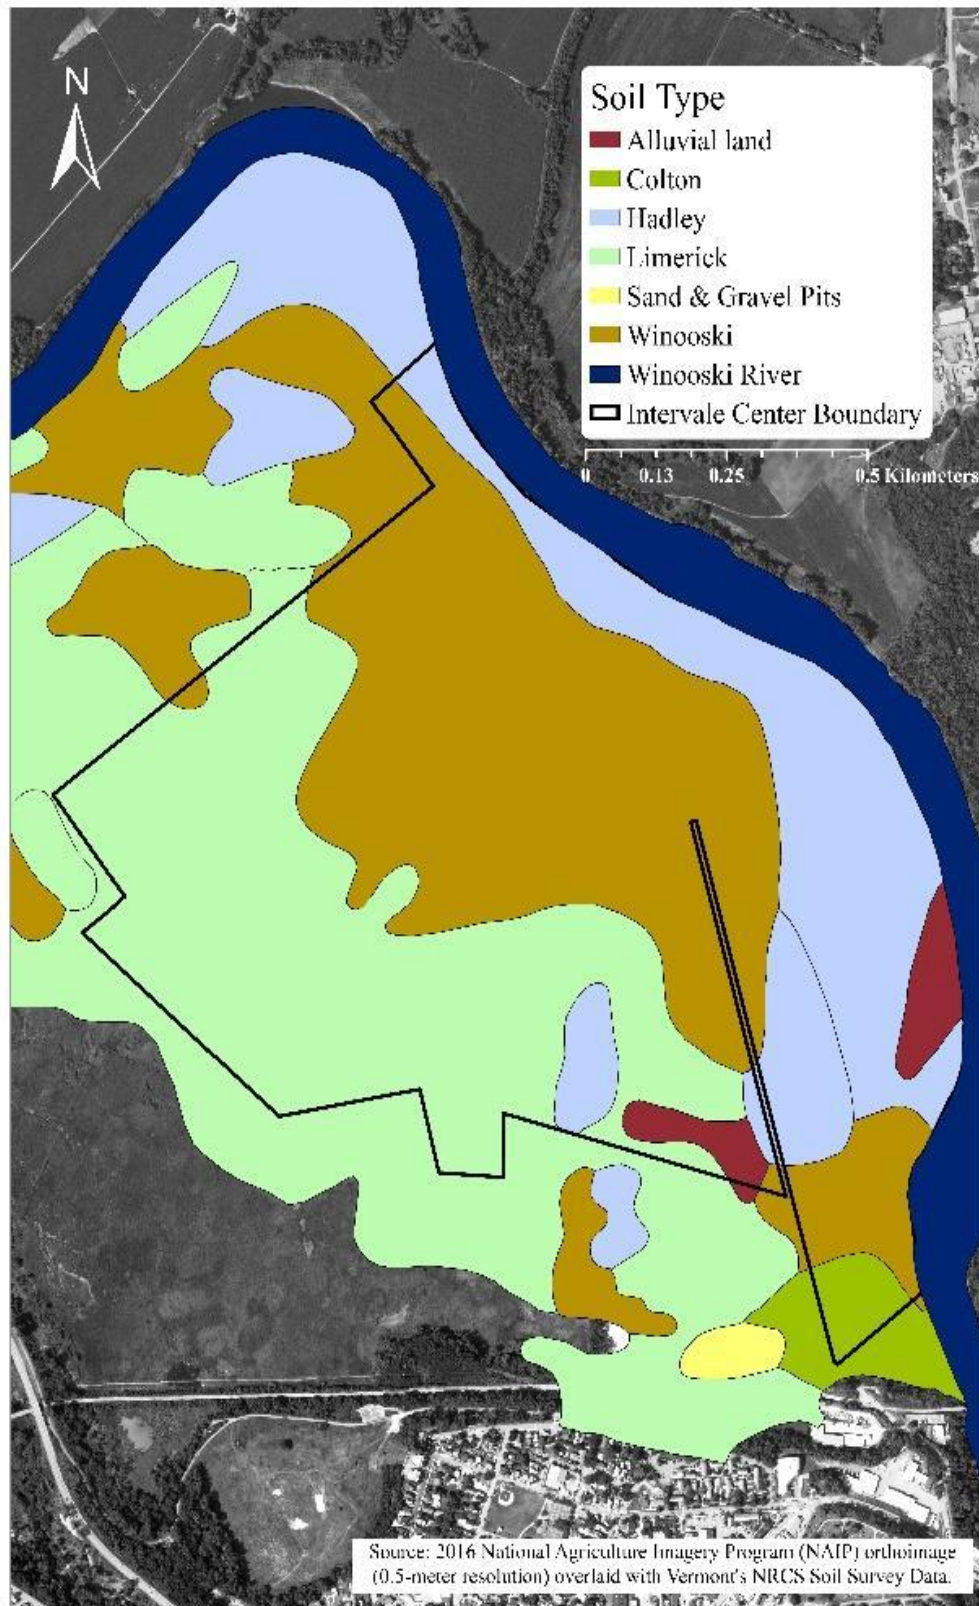 N
Soil Type
Alluvial land
Colton
Hadley
Limerick
Sand & Gravel Pits
Winooski
Winooski River
Intervale Center Boundary
0 0.13 0.25 0.5 Kilometers
Source: 2016 National Agriculture Imagery Program (NAIP) orthoimage
(0.5-meter resolution) overlaid with Vermont's NRCS Soil Survey Data.